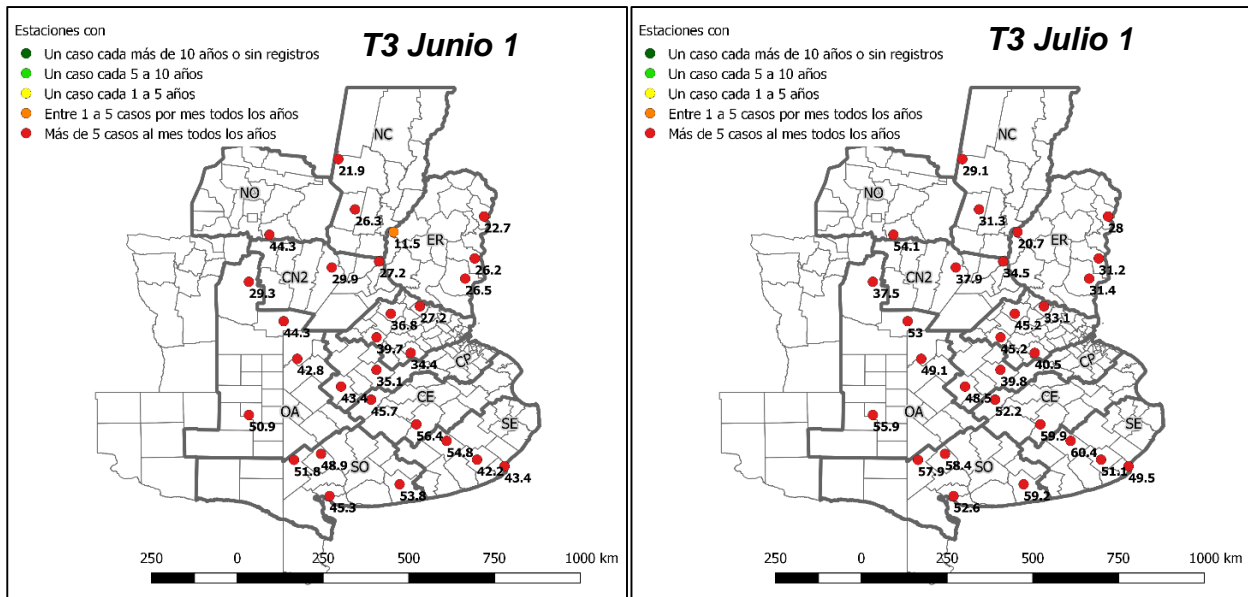 Estaciones con
T3 Junio 1
Un caso cada más de 10 años o sin registros
Un caso cada 5 a 10 años
Un caso cada 1 a 5 años
Entre 1 a 5 casos por mes todos los años
Más de 5 casos al mes todos los años
NC
21.9
NO
26.3
22.7
11.5
ER
44.3
27.2
26.2
29.9
CN2
29.3
26.5
27.2
36.8
44.3
39.7
34.4
CP
42.8
35.1
43.4
CE
45.7
OA
50.9
56.4
SE
54.8
48.9
SO
51.8
42.2
43.4
53.8
45.3
250 0 250 500 750 1000 km
Estaciones con
T3 Julio 1
Un caso cada más de 10 años o sin registros
Un caso cada 5 a 10 años
Un caso cada 1 a 5 años
Entre 1 a 5 casos por mes todos los años
Más de 5 casos al mes todos los años
NC
29.1
NO
31.3
28
20.7
ER
54.1
34.5
31.2
37.9
CN2
37.5
31.4
33.1
45.2
53
45.2
40.5
CP
49.1
39.8
48.5
CE
52.2
OA
55.9
59.9
SE
60.4
58.4
SO
57.9
51.1
49.5
59.2
52.6
250 0 250 500 750 1000 km